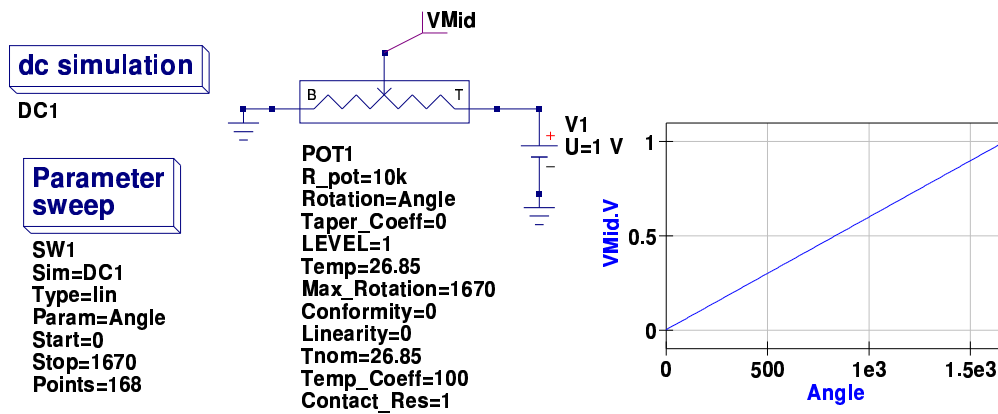 dc simulation
DC1
Parameter
sweep
SW1
Sim=DC1
Type=lin
Param=Angle
Start=0
Stop=1670
Points=168
VMid
B
T
POT1
R_pot=10k
Rotation=Angle
Taper_Coeff=0
LEVEL=1
Temp=26.85
Max_Rotation=1670
Conformity=0
Linearity=0
Tnom=26.85
Temp_Coeff=100
Contact_Res=1
+
V1
U=1 V
–
VMid.V
1
0.5
0
0 500 1e3 1.5e3
Angle